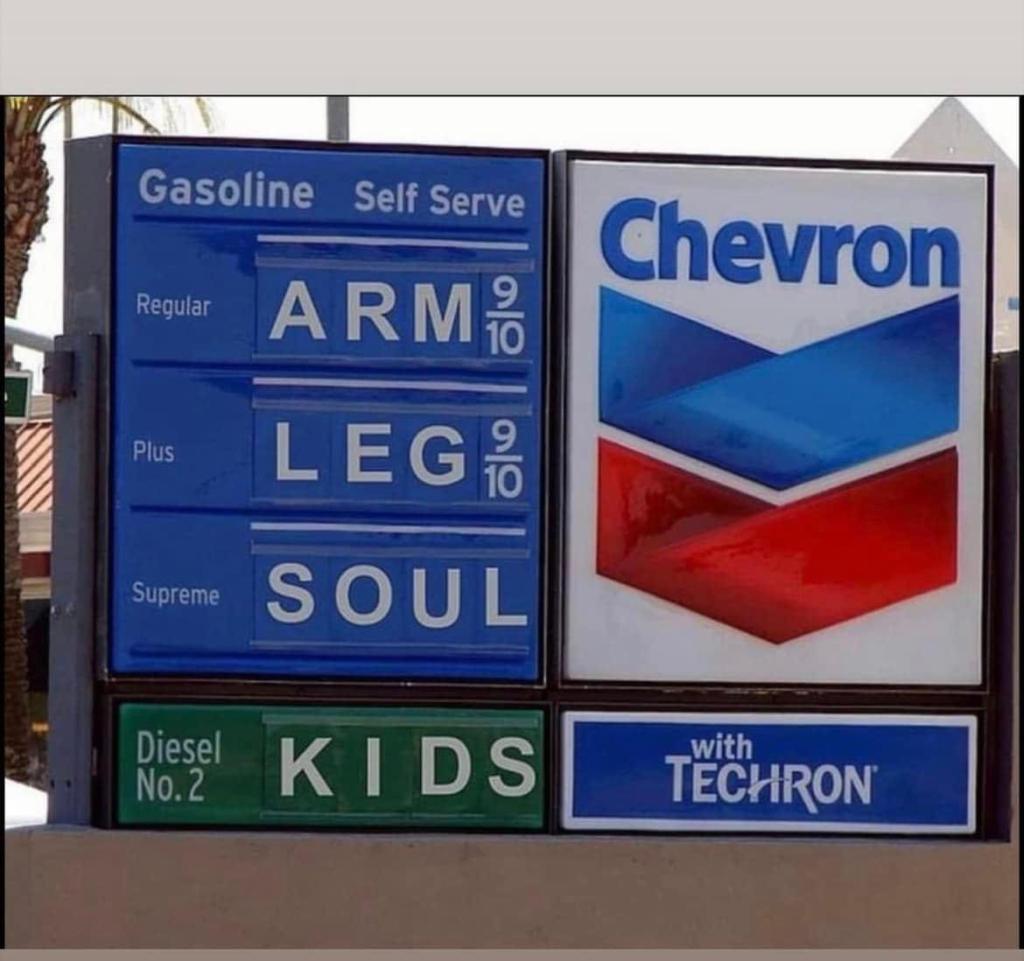 Gasoline Self Serve
Regular ARM 9/10
Plus LEG 9/10
Supreme SOUL
Diesel No. 2 KIDS
Chevron
with
TECHRON